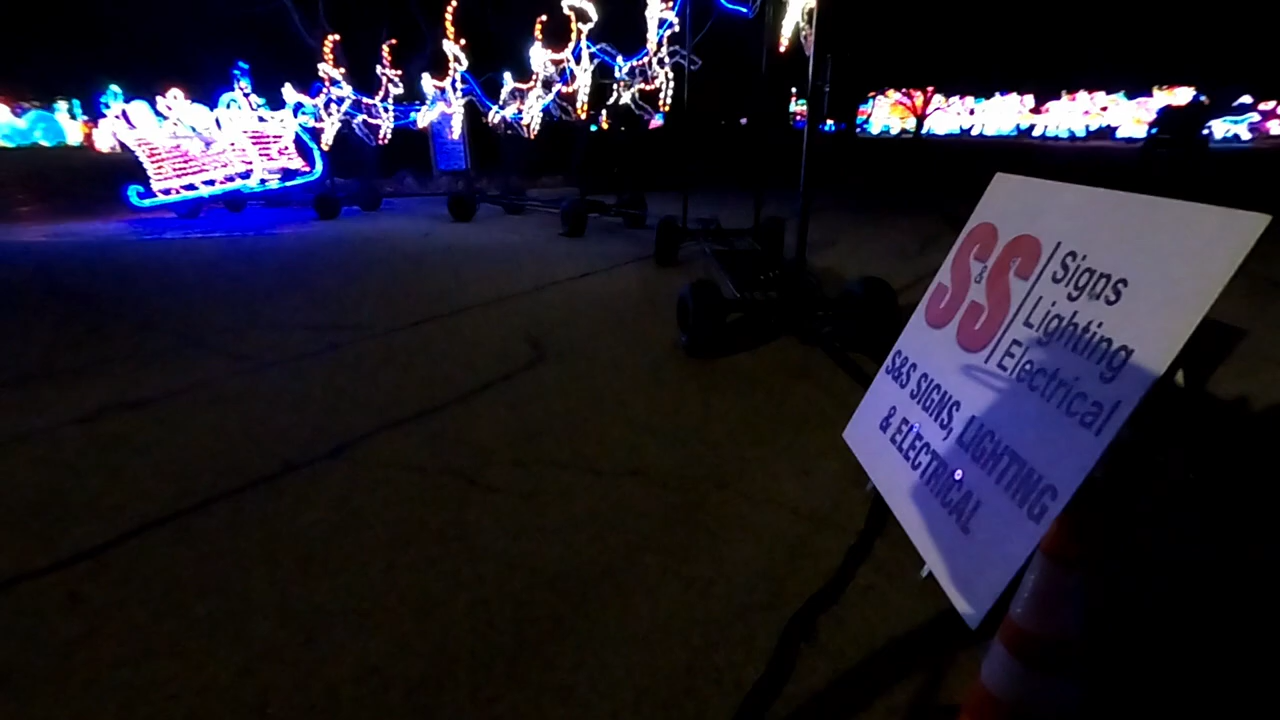 S&S
Signs
Lighting
Electrical
S&S SIGNS, LIGHTING
& ELECTRICAL